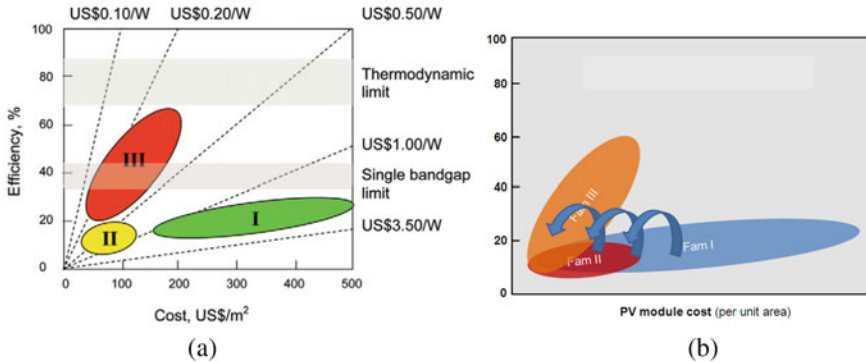 (a)
US$0.10/W
US$0.20/W
US$0.50/W
100
80
60
40
20
0
Efficiency, %
Thermodynamic
limit
US$1.00/W
Single bandgap
limit
US$3.50/W
III
II
I
0
100
200
300
400
500
Cost, US$/m²
(a)
100
80
60
40
20
0
Fam III
Fam II
Fam I
PV module cost (per unit area)
(b)